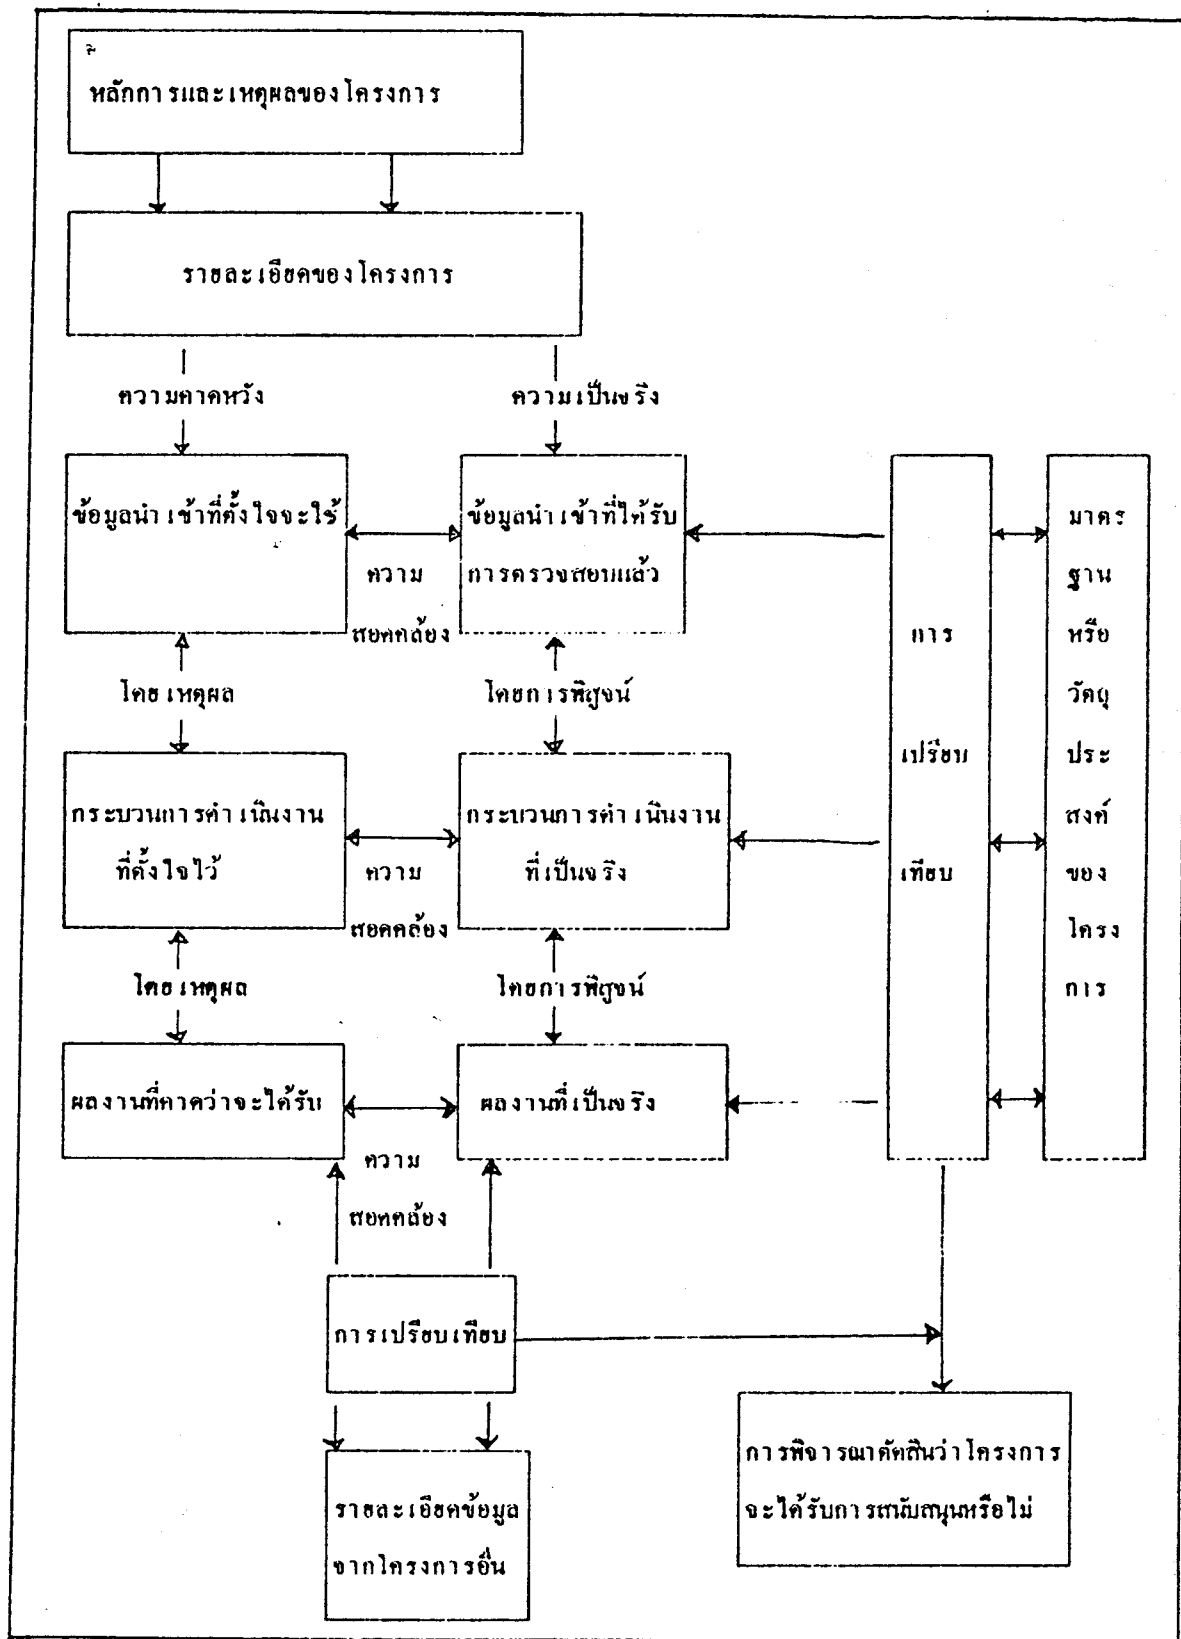 หลักการและเหตุผลของโครงการ
รายละเอียดของโครงการ
ความคาดหวัง
ความเป็นจริง
ข้อมูลนำเข้าที่ตั้งใจจะใช้
ข้อมูลนำเข้าที่ได้รับ
การตรวจสอบแล้ว
ความ
สอดคล้อง
โดยเหตุผล
โดยการพิสูจน์
กระบวนการดำเนินงาน
ที่ตั้งใจไว้
กระบวนการดำเนินงาน
ที่เป็นจริง
ความ
สอดคล้อง
โดยเหตุผล
โดยการพิสูจน์
ผลงานที่คาดว่าจะได้รับ
ผลงานที่เป็นจริง
ความ
สอดคล้อง
การ
เปรียบ
เทียบ
มาตร
ฐาน
หรือ
วัตถุ
ประ
สงค์
ของ
โครง
การ
การเปรียบเทียบ
รายละเอียดข้อมูล
จากโครงการอื่น
การพิจารณาตัดสินว่าโครงการ
จะได้รับการสนับสนุนหรือไม่